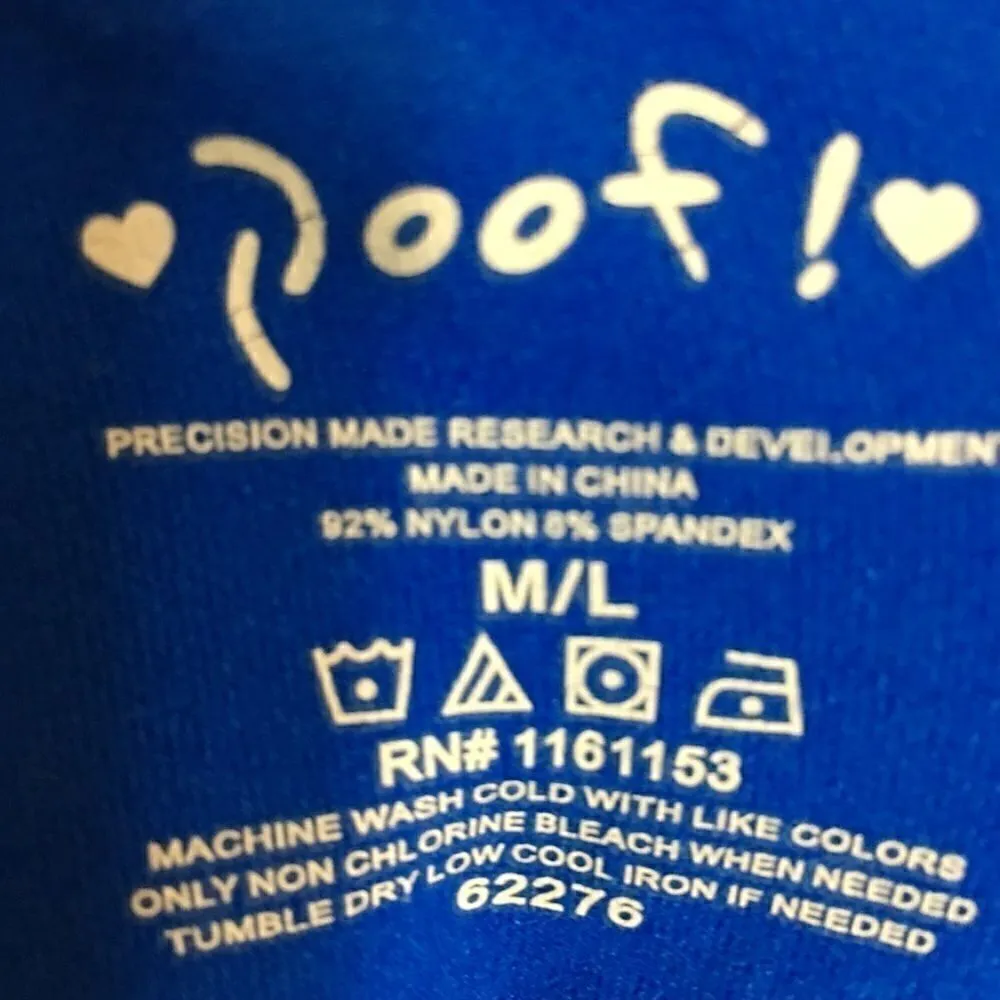 poof!
PRECISION MADE RESEARCH & DEVELOPMEN
MADE IN CHINA
92% NYLON 8% SPANDEX
M/L
RN# 1161153
MACHINE WASH COLD WITH LIKE COLORS
ONLY NON CHLORINE BLEACH WHEN NEEDED
TUMBLE DRY LOW COOL IRON IF NEEDED
62276